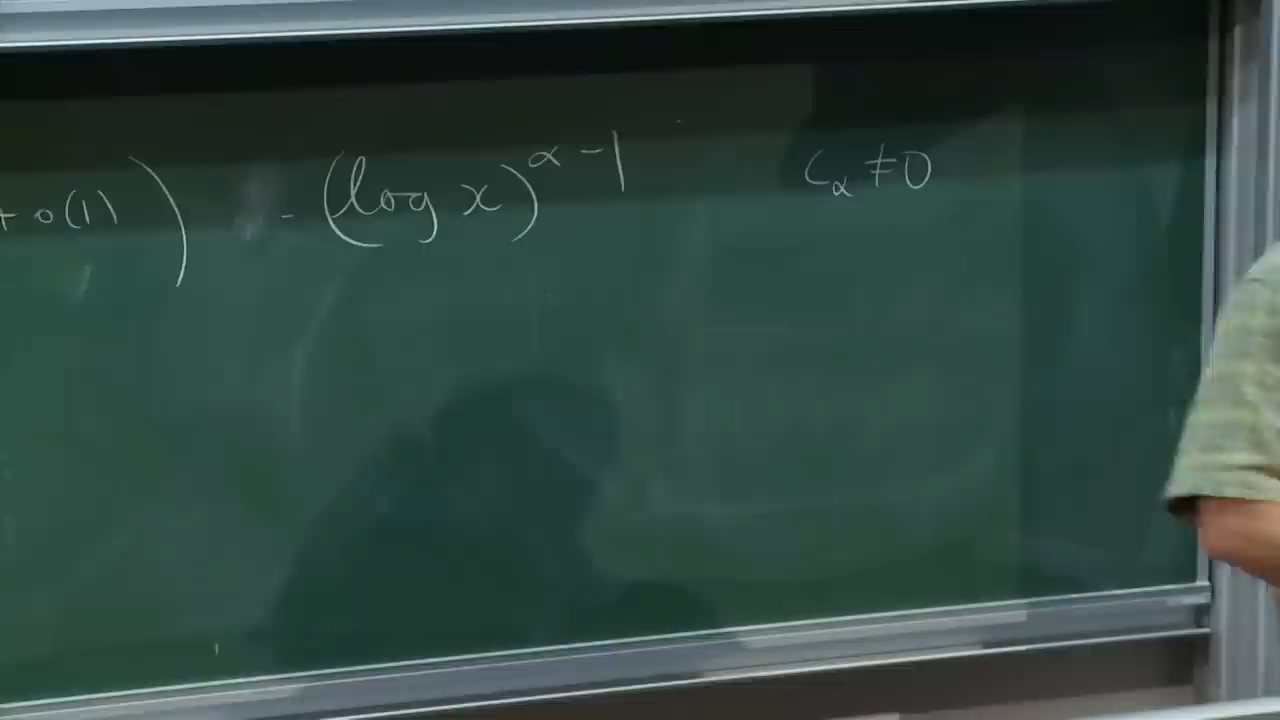 + o(1) ) · (log x)^{α-1} c_α ≠ 0